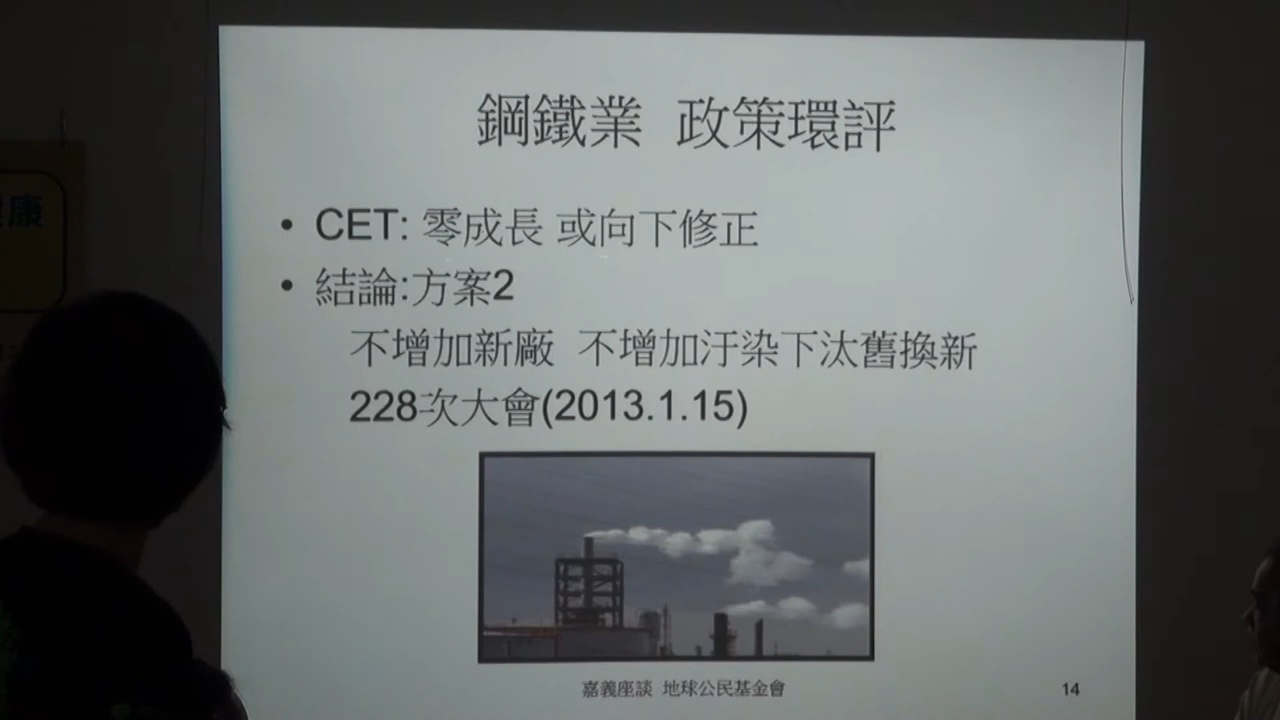 鋼鐵業 政策環評
• CET: 零成長 或向下修正
• 結論:方案2
不增加新廠 不增加汙染下汰舊換新
228次大會(2013.1.15)
嘉義座談 地球公民基金會
14
康